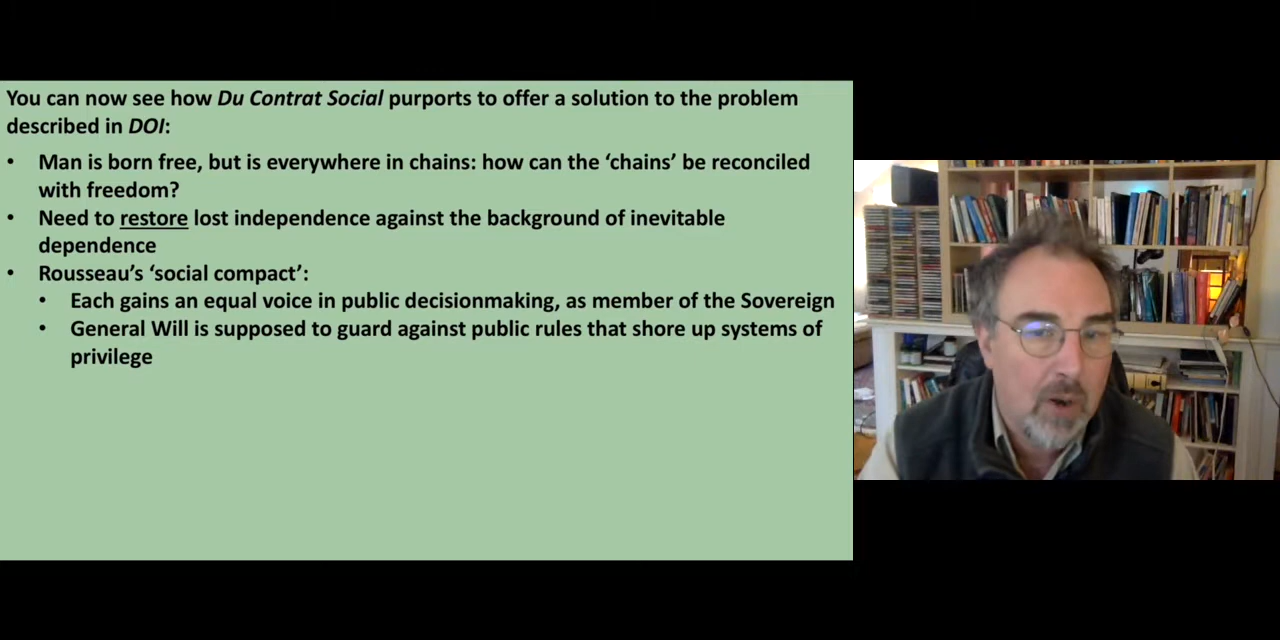 You can now see how Du Contrat Social purports to offer a solution to the problem
described in DOI:
• Man is born free, but is everywhere in chains: how can the ‘chains’ be reconciled
with freedom?
• Need to restore lost independence against the background of inevitable
dependence
• Rousseau’s ‘social compact’:
• Each gains an equal voice in public decisionmaking, as member of the Sovereign
• General Will is supposed to guard against public rules that shore up systems of
privilege